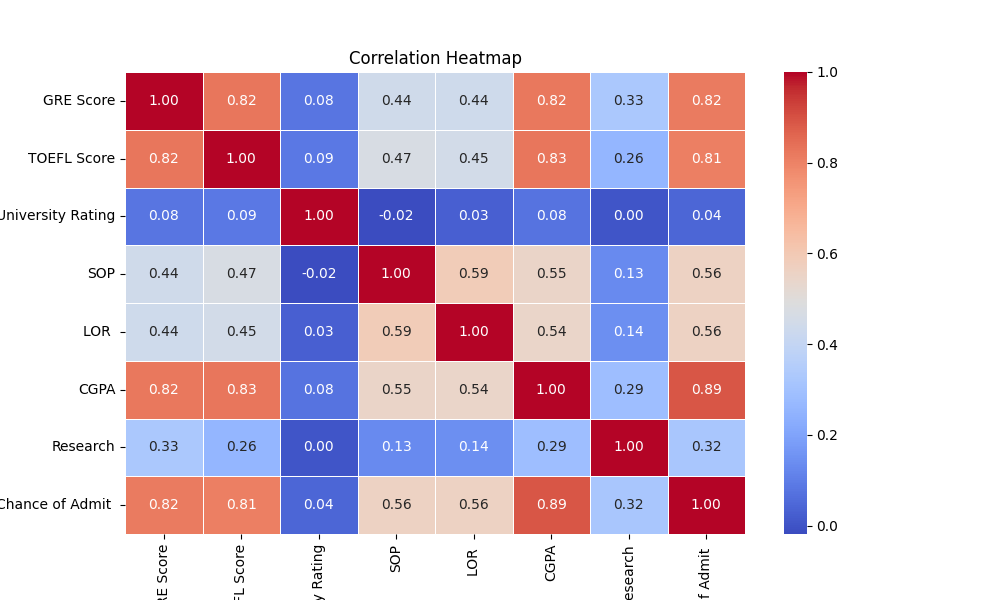 Correlation Heatmap
GRE Score 1.00 0.82 0.08 0.44 0.44 0.82 0.33 0.82
TOEFL Score 0.82 1.00 0.09 0.47 0.45 0.83 0.26 0.81
University Rating 0.08 0.09 1.00 -0.02 0.03 0.08 0.00 0.04
SOP 0.44 0.47 -0.02 1.00 0.59 0.55 0.13 0.56
LOR 0.44 0.45 0.03 0.59 1.00 0.54 0.14 0.56
CGPA 0.82 0.83 0.08 0.55 0.54 1.00 0.29 0.89
Research 0.33 0.26 0.00 0.13 0.14 0.29 1.00 0.32
Chance of Admit 0.82 0.81 0.04 0.56 0.56 0.89 0.32 1.00
RE Score
FL Score
y Rating
SOP
LOR
CGPA
esearch
f Admit
1.0
0.8
0.6
0.4
0.2
0.0